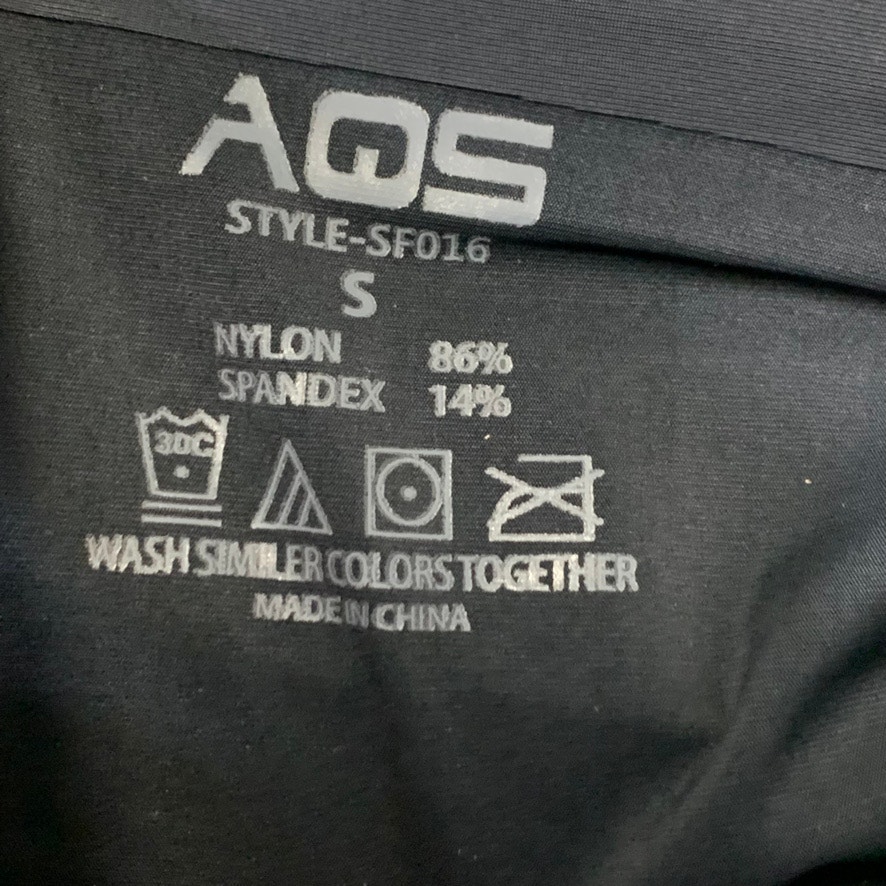 AQS
STYLE-SF016
S
NYLON 86%
SPANDEX 14%
30C
WASH SIMILER COLORS TOGETHER
MADE IN CHINA